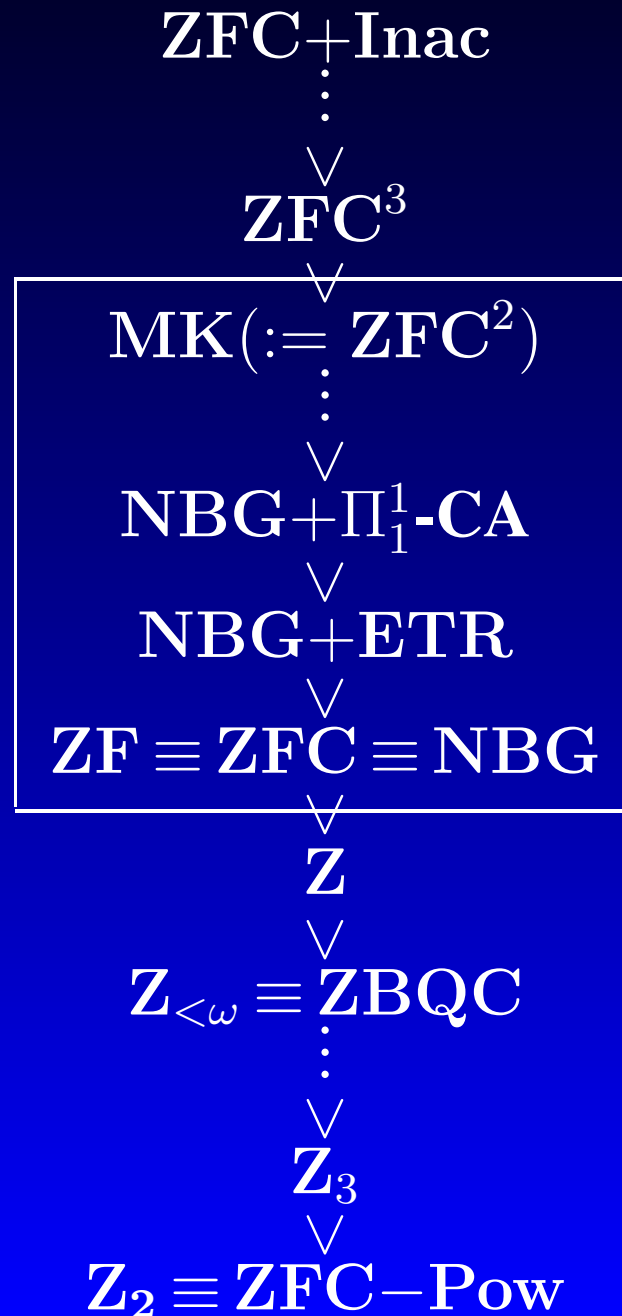 ZFC+Inac
⋮
∨
ZFC³
∨
MK(:= ZFC²)
⋮
∨
NBG+Π¹₁-CA
∨
NBG+ETR
∨
ZF ≡ ZFC ≡ NBG
∨
Z
∨
Z<ω ≡ ZBQC
⋮
∨
Z₃
∨
Z₂ ≡ ZFC−Pow